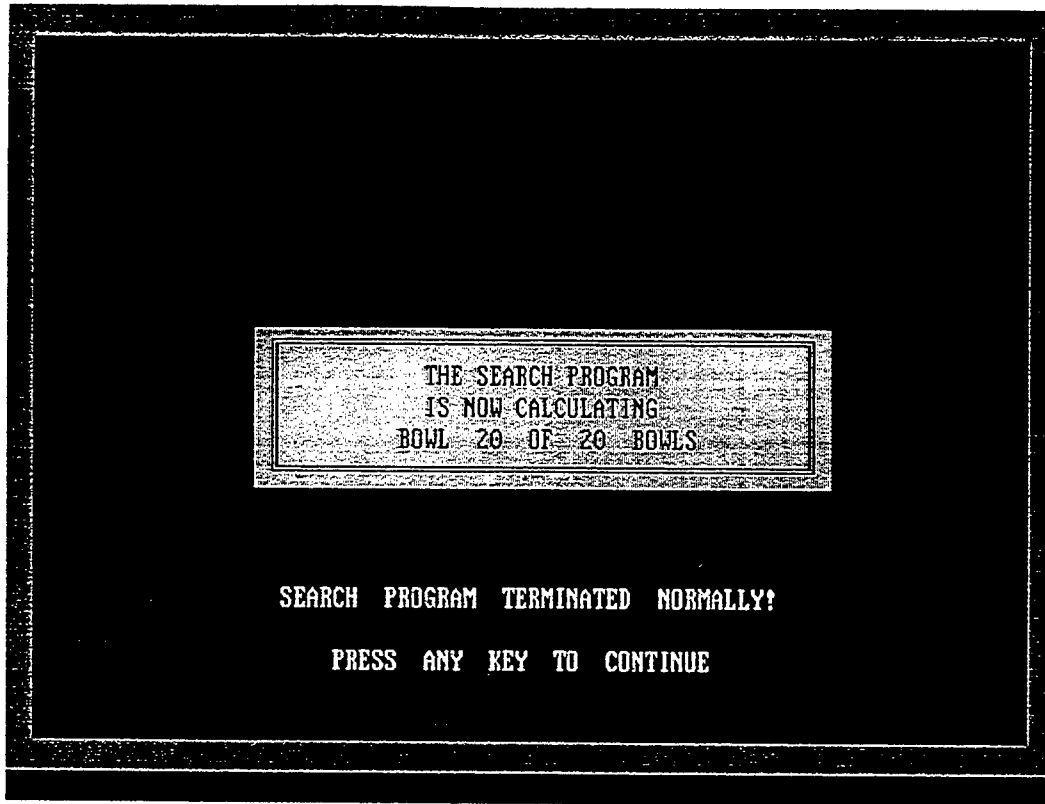 THE SEARCH PROGRAM
IS NOW CALCULATING
BOWL 20 OF 20 BOWLS
SEARCH PROGRAM TERMINATED NORMALLY!
PRESS ANY KEY TO CONTINUE